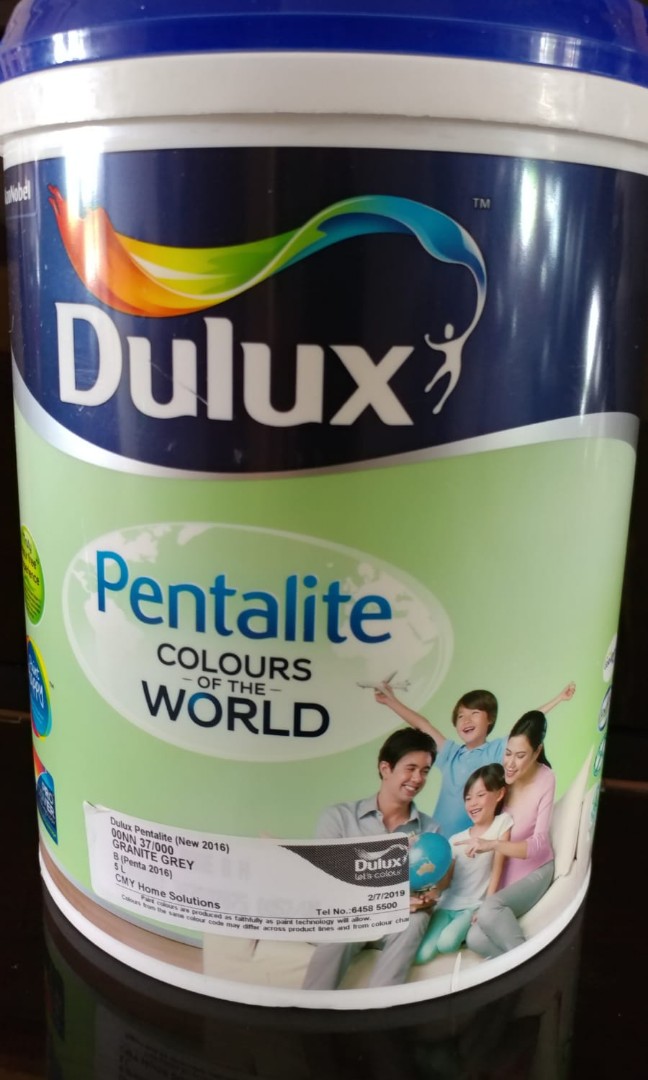 TM
Dulux
Pentalite
COLOURS
OF THE
WORLD
Dulux Pentalite (New 2016)
00NN 37/000
GRANITE GREY
B (Penta 2016)
5 L
CMY Home Solutions
Dulux
let's colour
2/7/2019
Tel No.:6458 5500
Paint colours are produced as faithfully as paint technology will allow.
Colours from the same colour code may differ across product lines and from colour